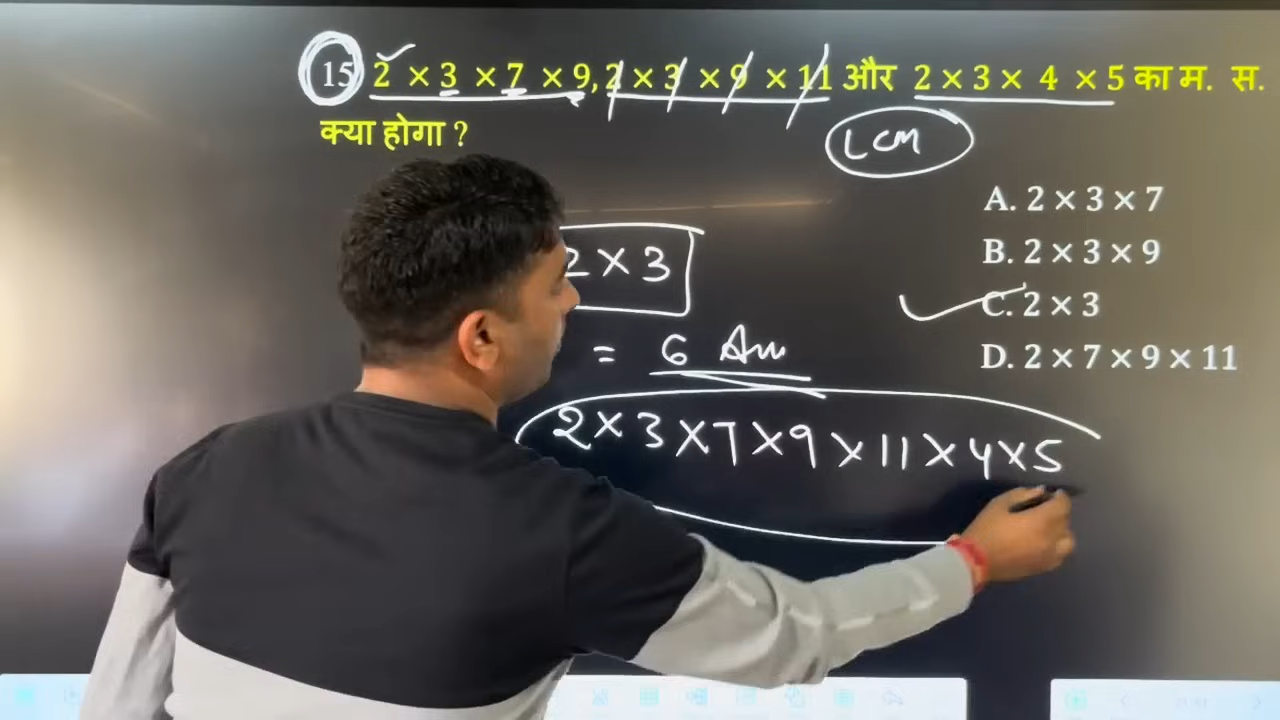 15 2 × 3 × 7 × 9, 2 × 3 × 9 × 11 और 2 × 3 × 4 × 5 का म. स.
क्या होगा ?
LCM
A. 2 × 3 × 7
B. 2 × 3 × 9
C. 2 × 3
D. 2 × 7 × 9 × 11
2 × 3
= 6 Ans
2 × 3 × 7 × 9 × 11 × 4 × 5